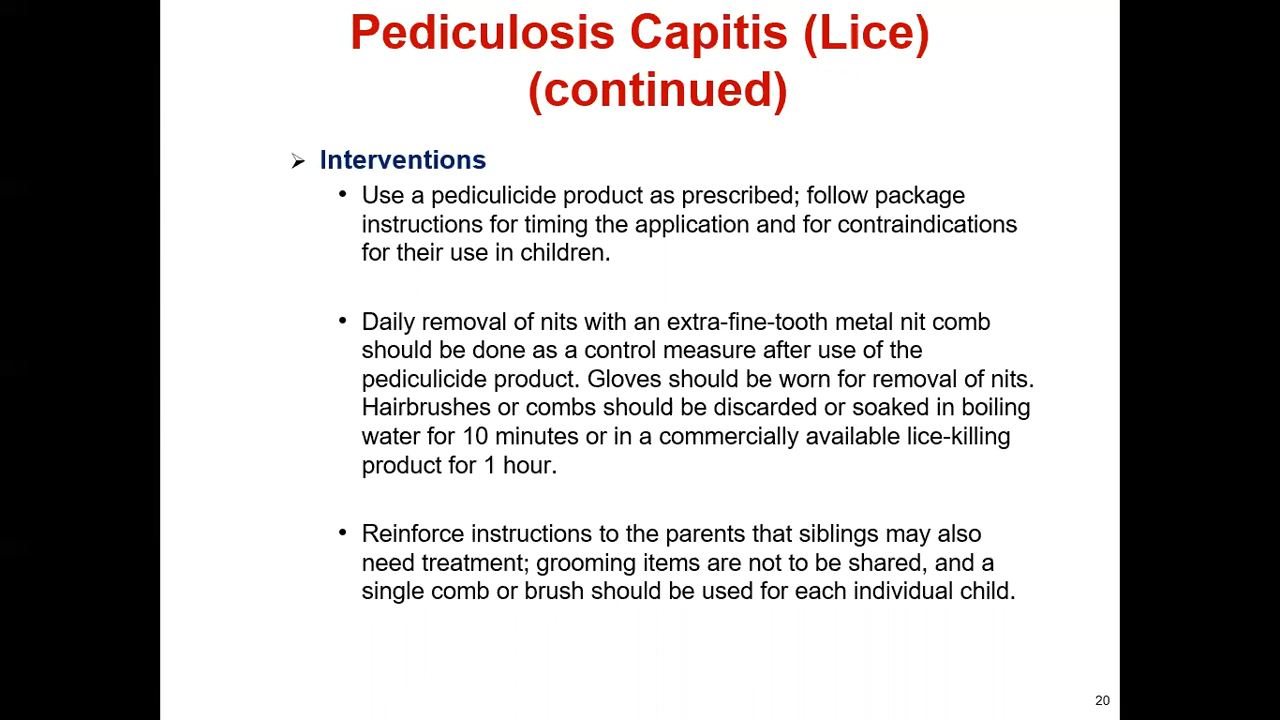 Pediculosis Capitis (Lice)
(continued)
➢ Interventions
• Use a pediculicide product as prescribed; follow package
instructions for timing the application and for contraindications
for their use in children.
• Daily removal of nits with an extra-fine-tooth metal nit comb
should be done as a control measure after use of the
pediculicide product. Gloves should be worn for removal of nits.
Hairbrushes or combs should be discarded or soaked in boiling
water for 10 minutes or in a commercially available lice-killing
product for 1 hour.
• Reinforce instructions to the parents that siblings may also
need treatment; grooming items are not to be shared, and a
single comb or brush should be used for each individual child.
20